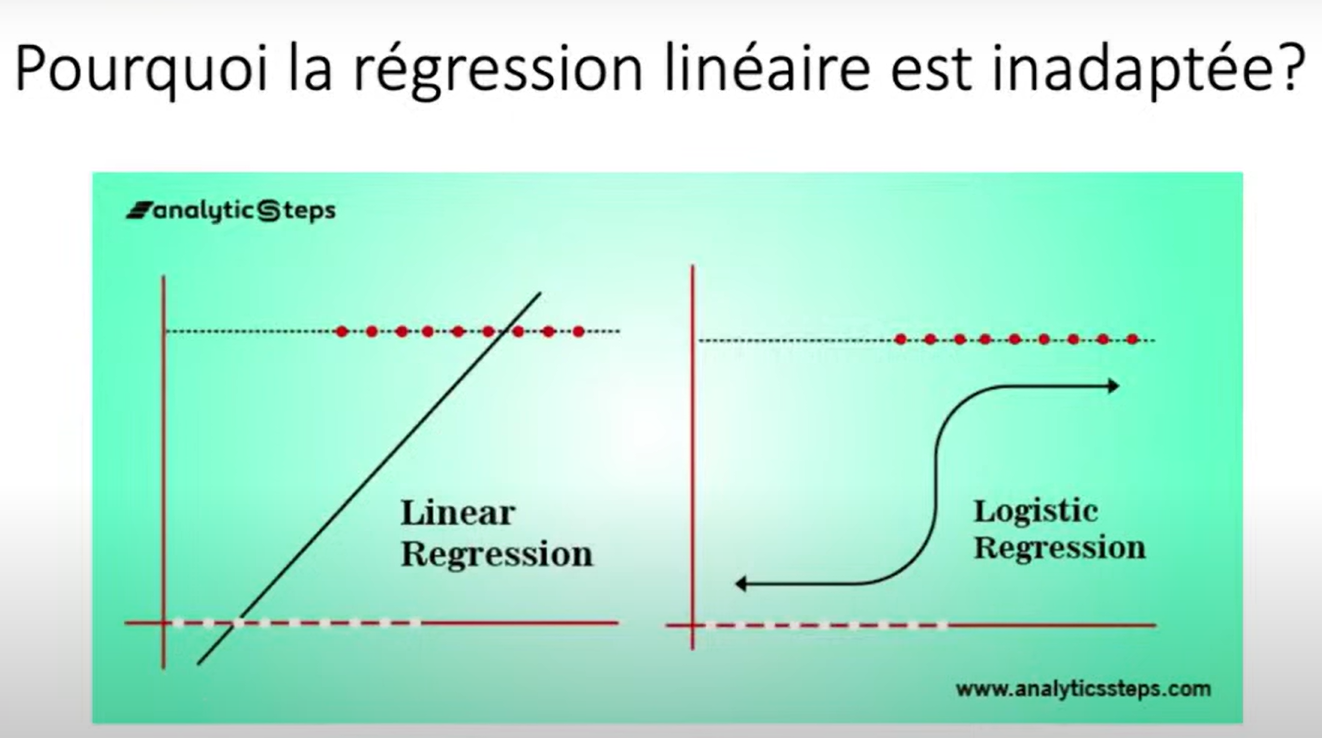 Pourquoi la régression linéaire est inadaptée?
analyticSteps
Linear
Regression
Logistic
Regression
www.analyticssteps.com